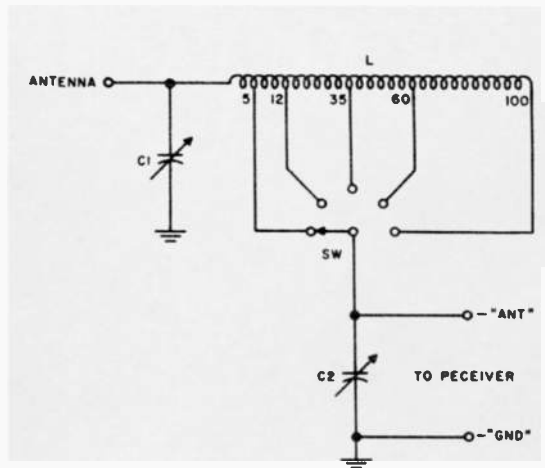 L
ANTENNA
5 12 35 60 100
C1
SW
-"ANT"
C2
TO PECEIVER
-"GND"